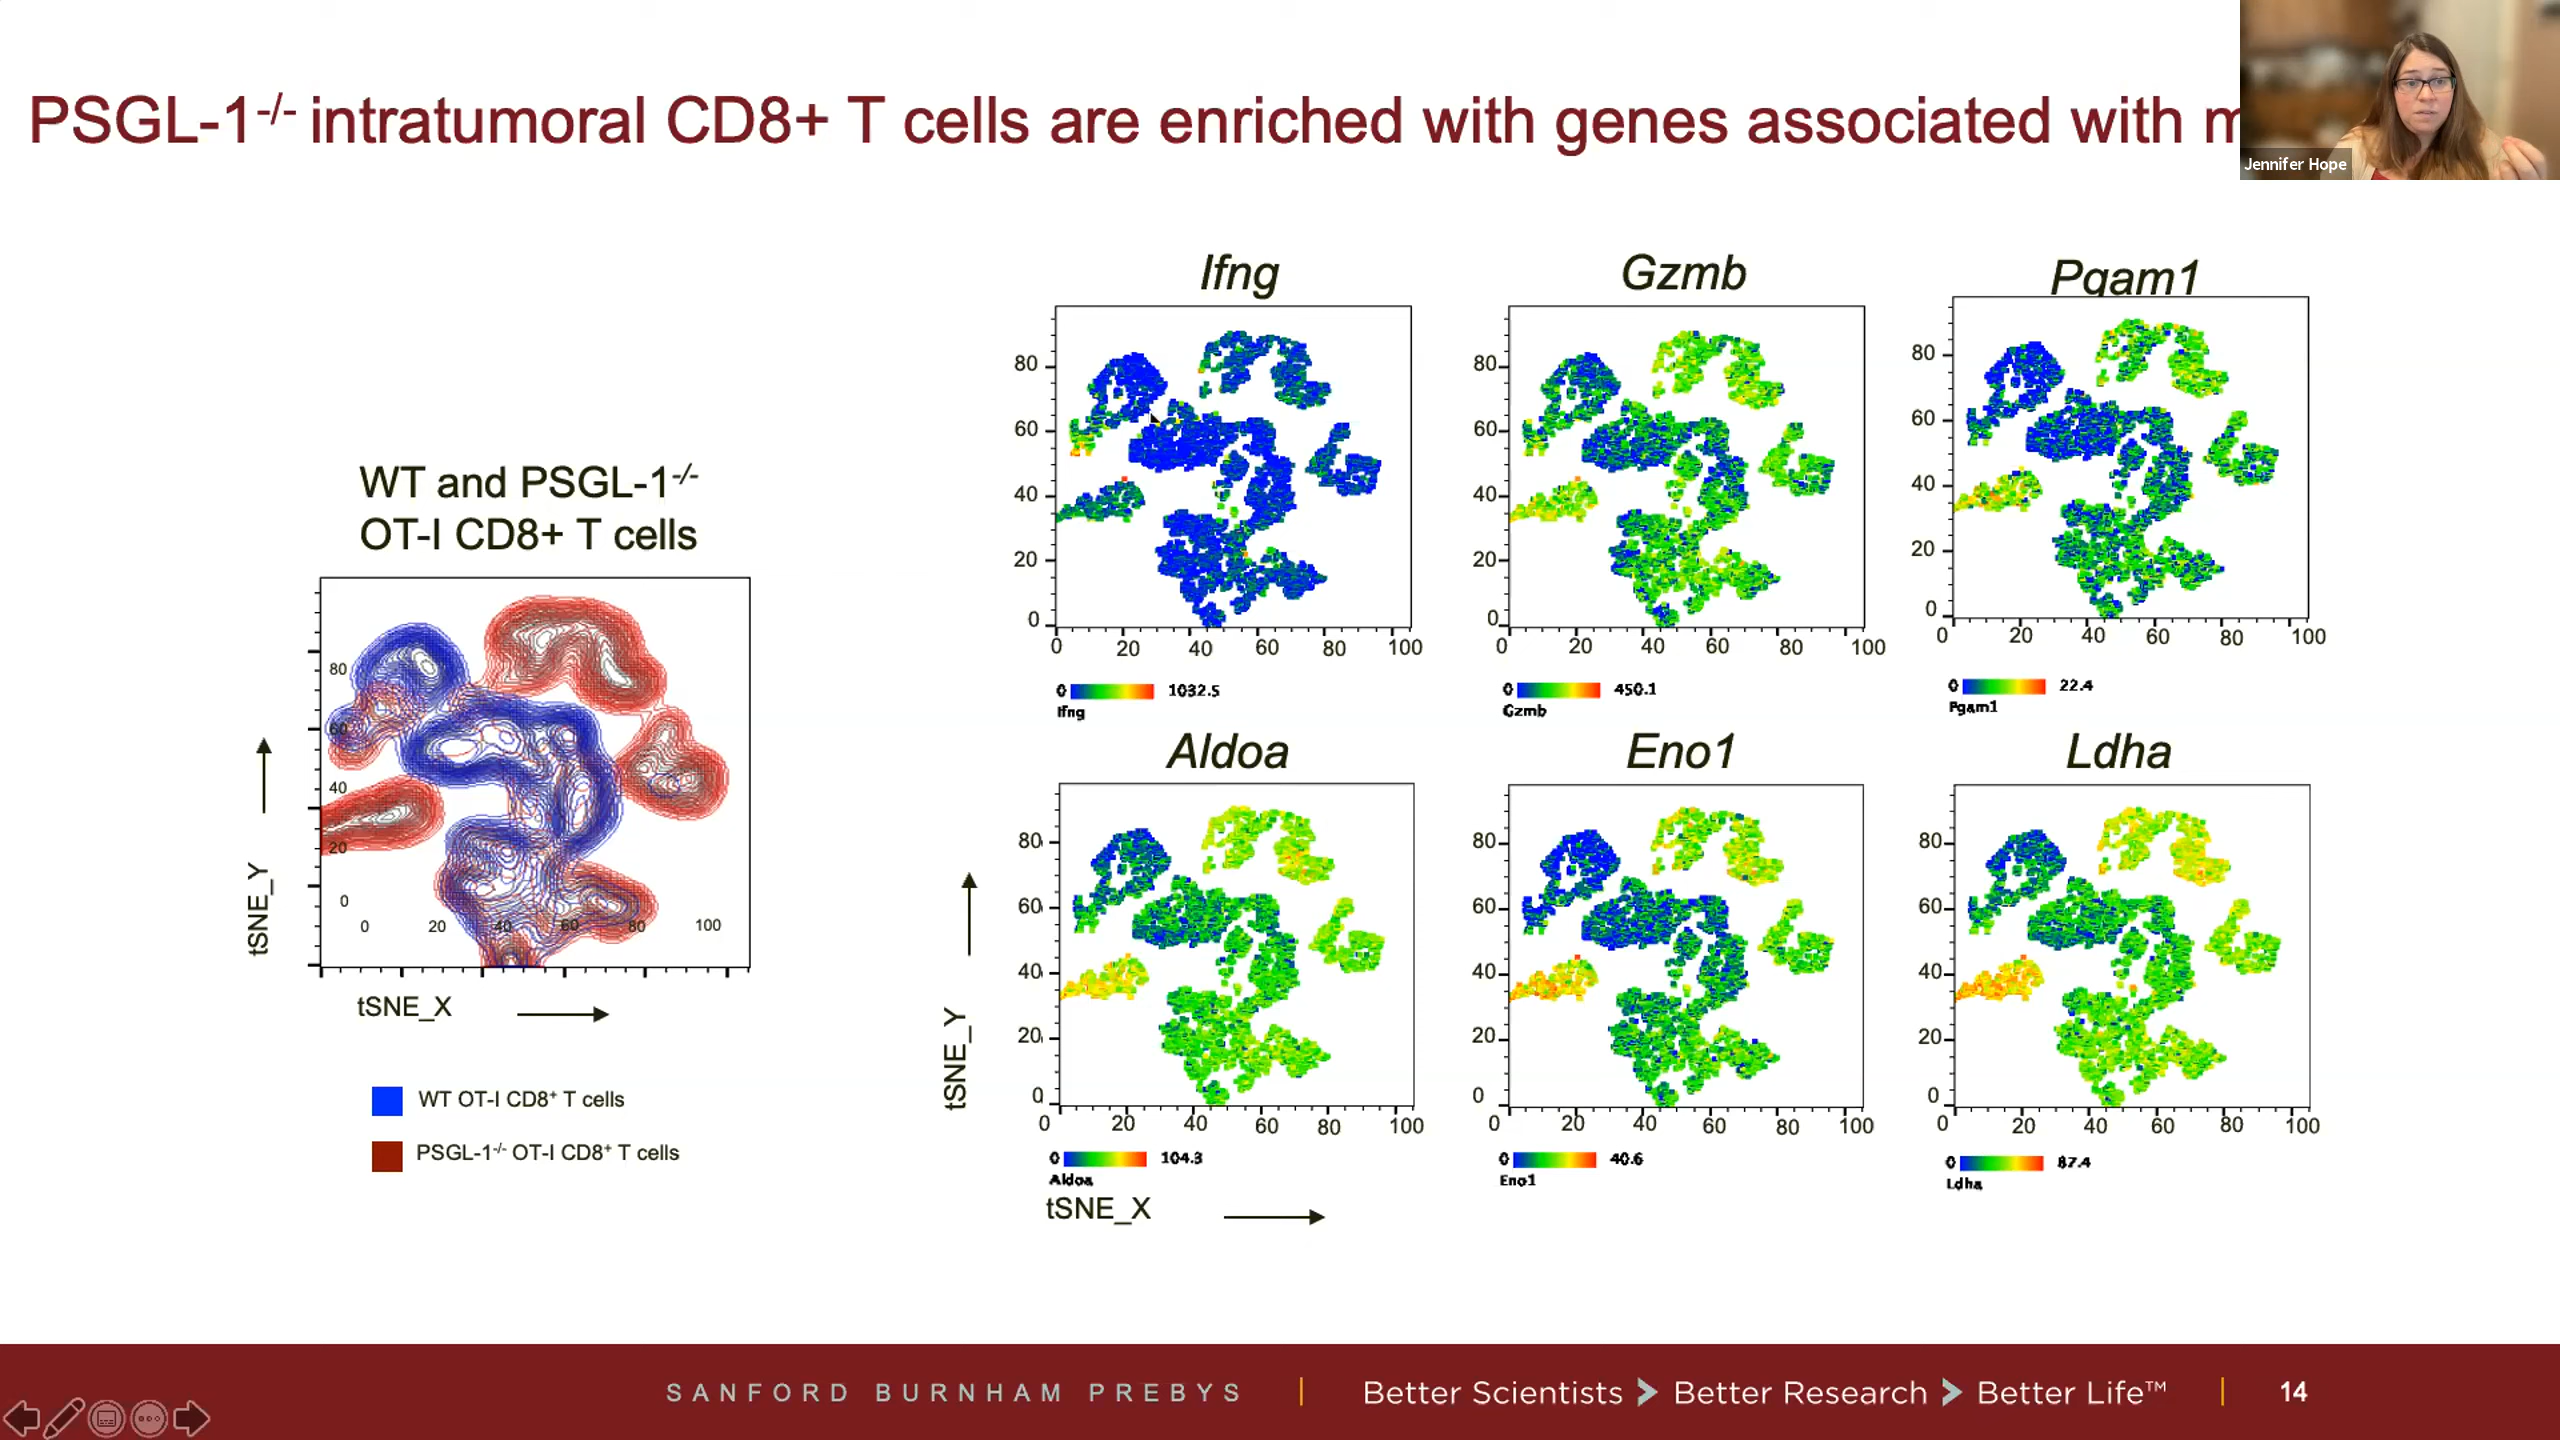 PSGL-1-/- intratumoral CD8+ T cells are enriched with genes associated with m
Jennifer Hope
WT and PSGL-1-/-
OT-I CD8+ T cells
80
60
40
20
0
0 20 40 60 80 100
tSNE_Y
tSNE_X
WT OT-I CD8+ T cells
PSGL-1-/- OT-I CD8+ T cells
Ifng
80
60
40
20
0
0 20 40 60 80 100
0 1032.5
Ifng
Gzmb
80
60
40
20
0
0 20 40 60 80 100
0 450.1
Gzmb
Pgam1
80
60
40
20
0
0 20 40 60 80 100
0 22.4
Pgam1
Aldoa
80
60
40
20
0
0 20 40 60 80 100
0 104.3
Aldoa
tSNE_Y
tSNE_X
Eno1
80
60
40
20
0
0 20 40 60 80 100
0 40.6
Eno1
Ldha
80
60
40
20
0
0 20 40 60 80 100
0 87.4
Ldha
SANFORD BURNHAM PREBYS | Better Scientists > Better Research > Better Life™ | 14